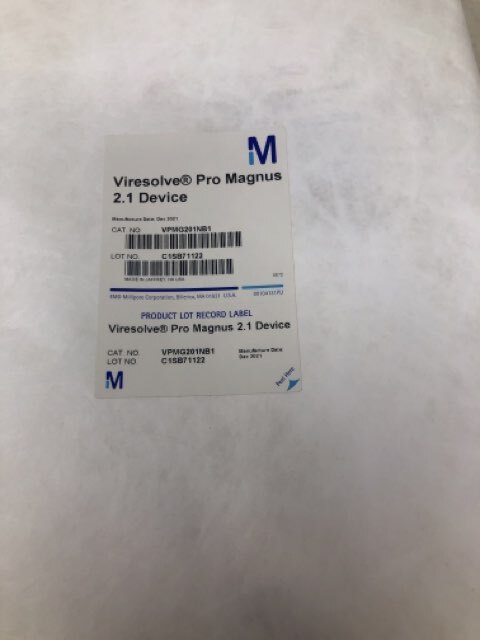 M
Viresolve® Pro Magnus
2.1 Device
Manufacture Date: Dec 2021
CAT. NO. VPMG201NB1
LOT NO. C1SB71122
MADE IN JAFFREY, NH USA
EMD Millipore Corporation, Billerica, MA 01821 U.S.A.
PRODUCT LOT RECORD LABEL
Viresolve® Pro Magnus 2.1 Device
CAT. NO. VPMG201NB1 Manufacture Date:
LOT NO. C1SB71122 Dec 2021
M
Peel Here